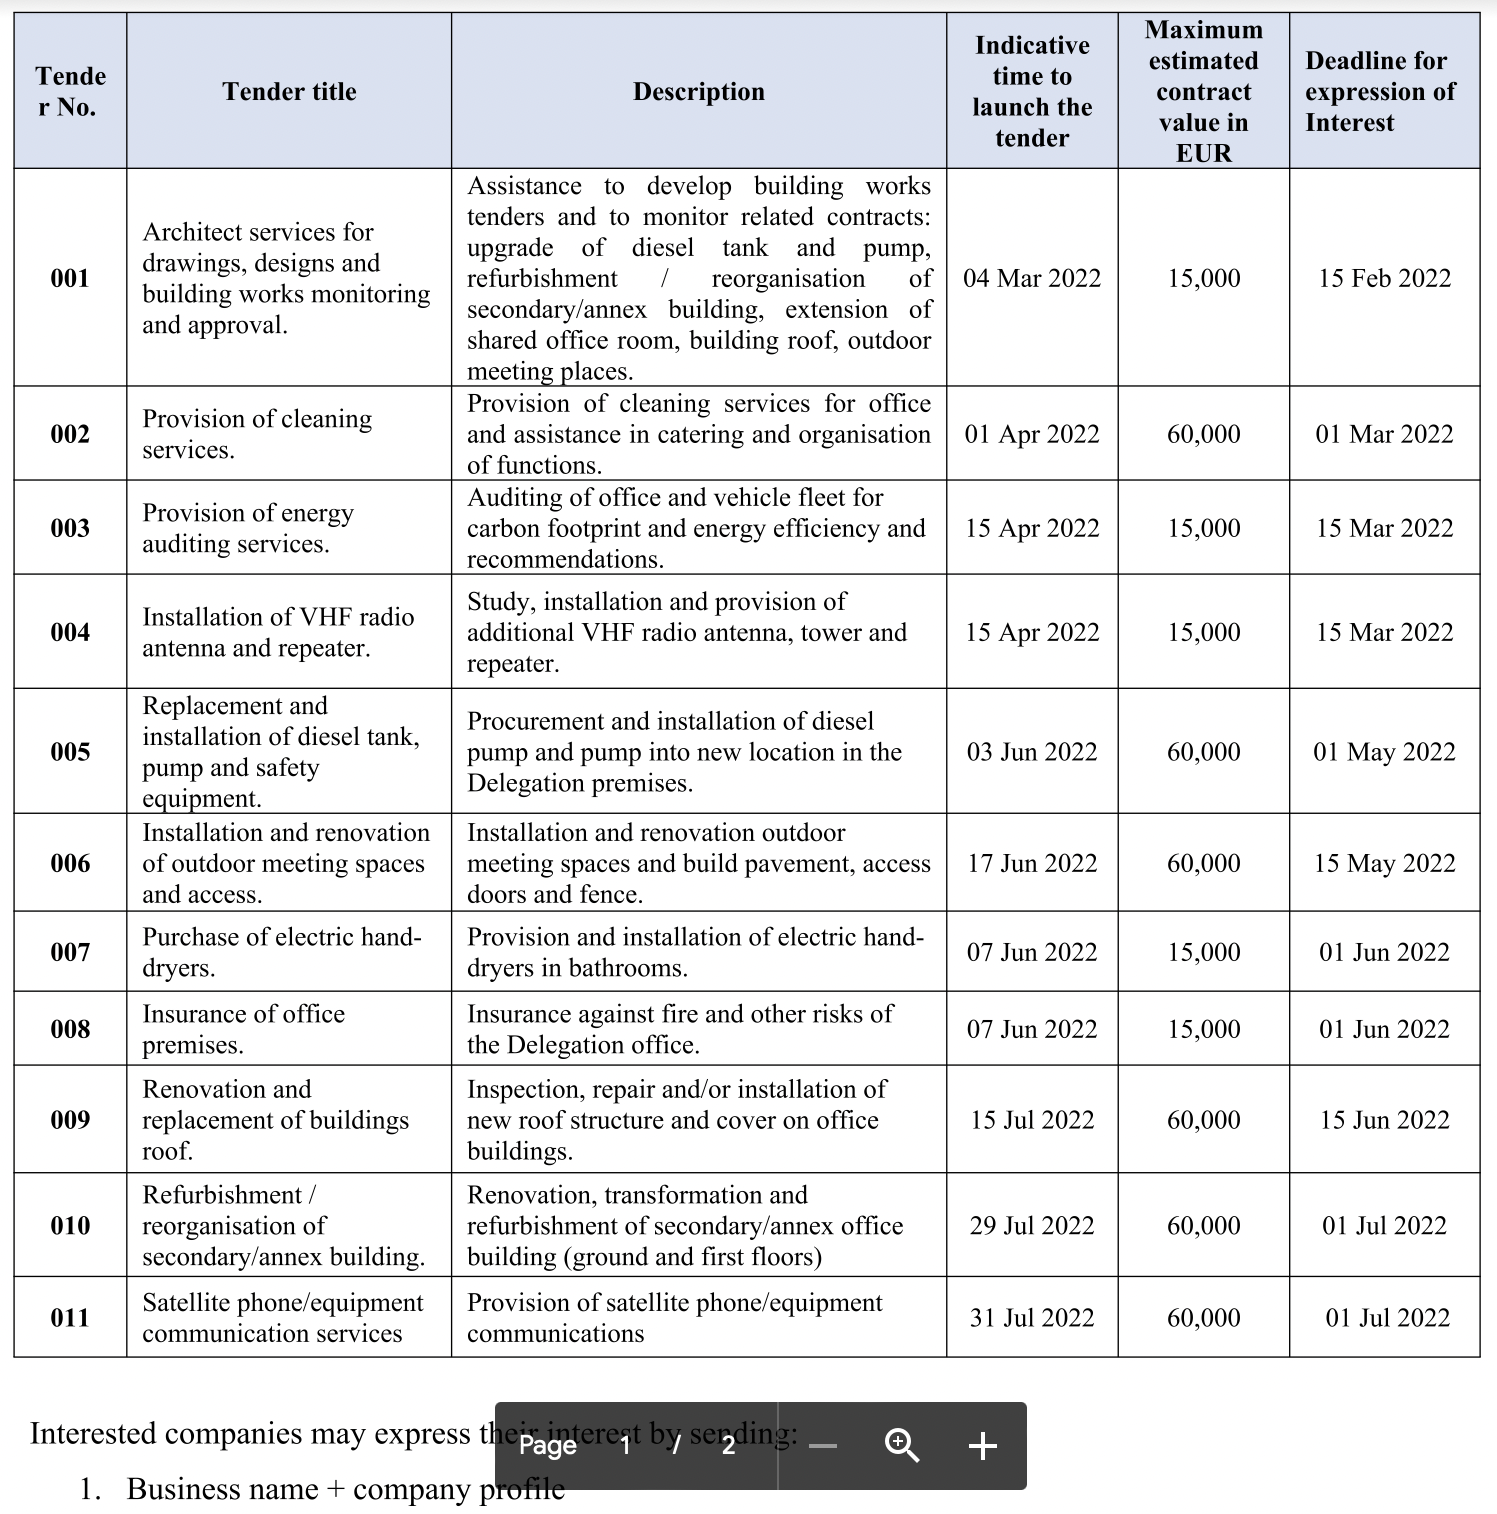 Tende
r No.
Tender title
Description
Indicative
time to
launch the
tender
Maximum
estimated
contract
value in
EUR
Deadline for
expression of
Interest
001
Architect services for
drawings, designs and
building works monitoring
and approval.
Assistance to develop building works
tenders and to monitor related contracts:
upgrade of diesel tank and pump,
refurbishment / reorganisation of
secondary/annex building, extension of
shared office room, building roof, outdoor
meeting places.
04 Mar 2022
15,000
15 Feb 2022
002
Provision of cleaning
services.
Provision of cleaning services for office
and assistance in catering and organisation
of functions.
01 Apr 2022
60,000
01 Mar 2022
003
Provision of energy
auditing services.
Auditing of office and vehicle fleet for
carbon footprint and energy efficiency and
recommendations.
15 Apr 2022
15,000
15 Mar 2022
004
Installation of VHF radio
antenna and repeater.
Study, installation and provision of
additional VHF radio antenna, tower and
repeater.
15 Apr 2022
15,000
15 Mar 2022
005
Replacement and
installation of diesel tank,
pump and safety
equipment.
Procurement and installation of diesel
pump and pump into new location in the
Delegation premises.
03 Jun 2022
60,000
01 May 2022
006
Installation and renovation
of outdoor meeting spaces
and access.
Installation and renovation outdoor
meeting spaces and build pavement, access
doors and fence.
17 Jun 2022
60,000
15 May 2022
007
Purchase of electric hand-
dryers.
Provision and installation of electric hand-
dryers in bathrooms.
07 Jun 2022
15,000
01 Jun 2022
008
Insurance of office
premises.
Insurance against fire and other risks of
the Delegation office.
07 Jun 2022
15,000
01 Jun 2022
009
Renovation and
replacement of buildings
roof.
Inspection, repair and/or installation of
new roof structure and cover on office
buildings.
15 Jul 2022
60,000
15 Jun 2022
010
Refurbishment /
reorganisation of
secondary/annex building.
Renovation, transformation and
refurbishment of secondary/annex office
building (ground and first floors)
29 Jul 2022
60,000
01 Jul 2022
011
Satellite phone/equipment
communication services
Provision of satellite phone/equipment
communications
31 Jul 2022
60,000
01 Jul 2022
Interested companies may express their interest by sending:
Page 1 / 2
1. Business name + company profile